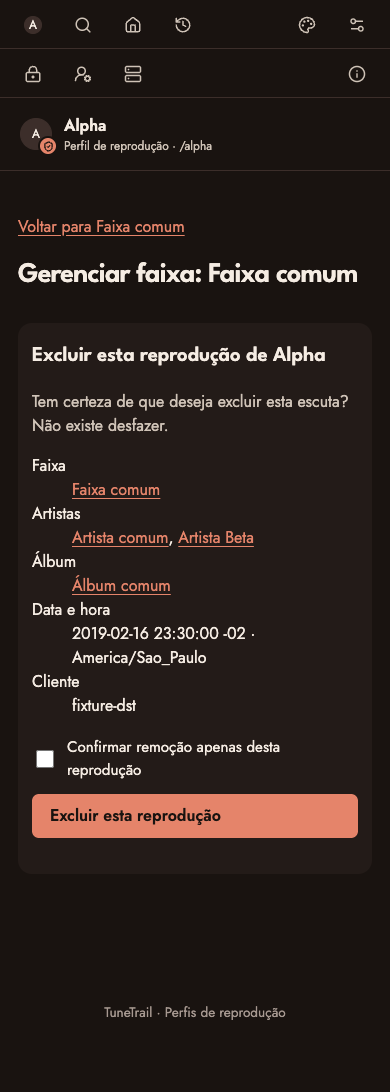 A
A
Alpha
Perfil de reprodução · /alpha
Voltar para Faixa comum
Gerenciar faixa: Faixa comum
Excluir esta reprodução de Alpha
Tem certeza de que deseja excluir esta escuta?
Não existe desfazer.
Faixa
Faixa comum
Artistas
Artista comum, Artista Beta
Álbum
Álbum comum
Data e hora
2019-02-16 23:30:00 -02 ·
America/Sao_Paulo
Cliente
fixture-dst
Confirmar remoção apenas desta
reprodução
Excluir esta reprodução
TuneTrail · Perfis de reprodução